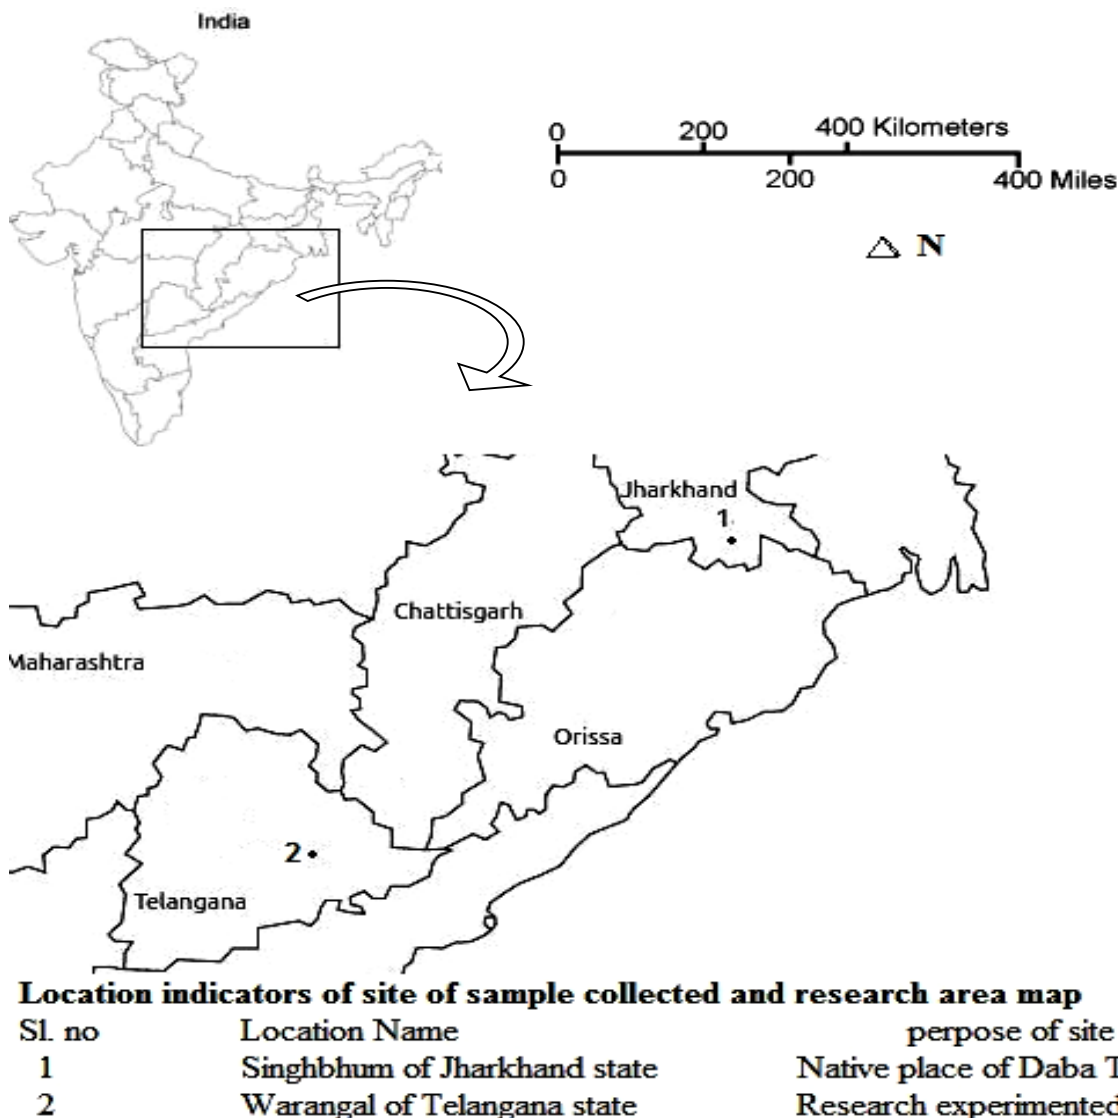 India
0 200 400 Kilometers
0 200 400 Miles
N
Jharkhand
1
Chattisgarh
Maharashtra
Orissa
2
Telangana
Location indicators of site of sample collected and research area map
Sl. no Location Name perpose of site
1 Singhbhum of Jharkhand state Native place of Daba T
2 Warangal of Telangana state Research experimented